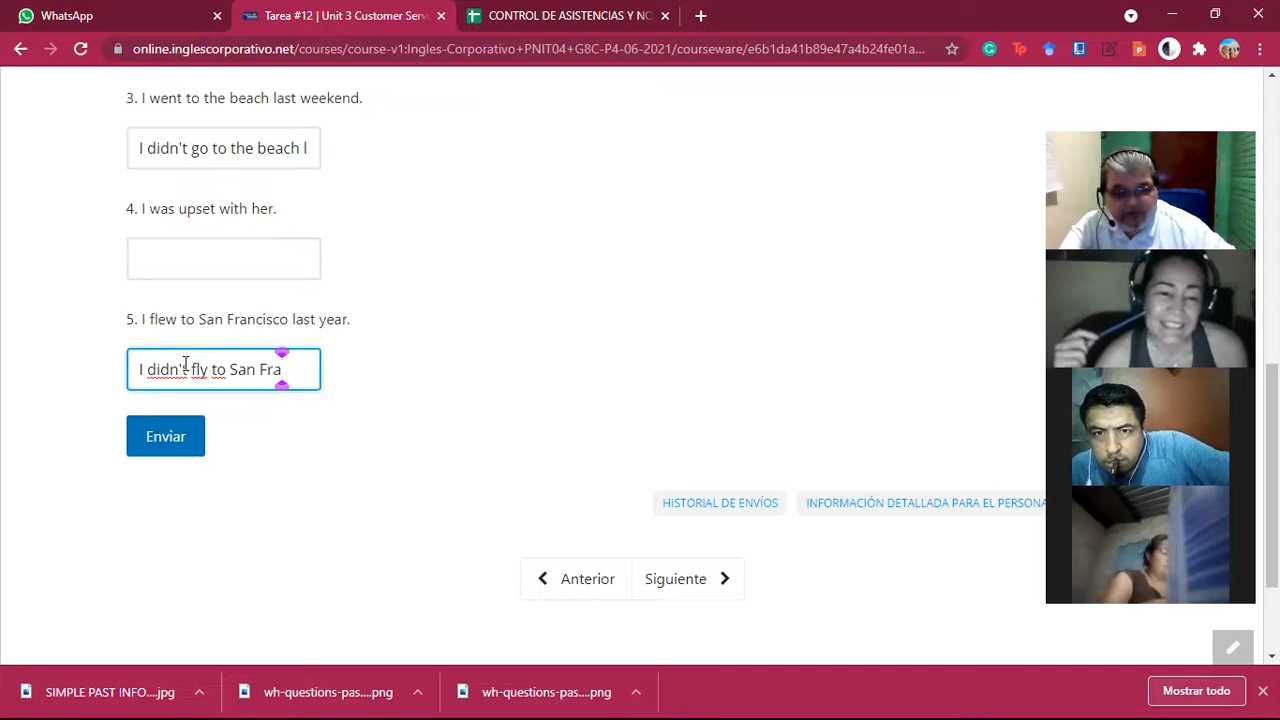 WhatsApp
Tarea #12 | Unit 3 Customer Serv
CONTROL DE ASISTENCIAS Y NO
online.inglescorporativo.net/courses/course-v1:Ingles-Corporativo+PNIT04+G8C-P4-06-2021/courseware/e6b1da41b89e47a4b24fe01a...
3. I went to the beach last weekend.
I didn't go to the beach l
4. I was upset with her.
5. I flew to San Francisco last year.
I didn't fly to San Fra
Enviar
HISTORIAL DE ENVÍOS
INFORMACIÓN DETALLADA PARA EL PERSONA
Anterior
Siguiente
SIMPLE PAST INFO....jpg
wh-questions-pas....png
wh-questions-pas....png
Mostrar todo